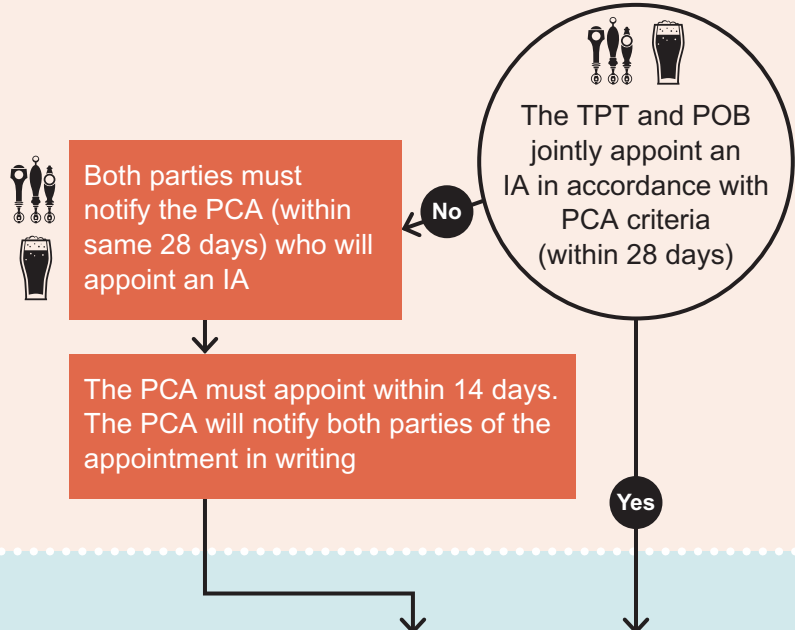 The TPT and POB
jointly appoint an
IA in accordance with
PCA criteria
(within 28 days)
No
Both parties must
notify the PCA (within
same 28 days) who will
appoint an IA
The PCA must appoint within 14 days.
The PCA will notify both parties of the
appointment in writing
Yes